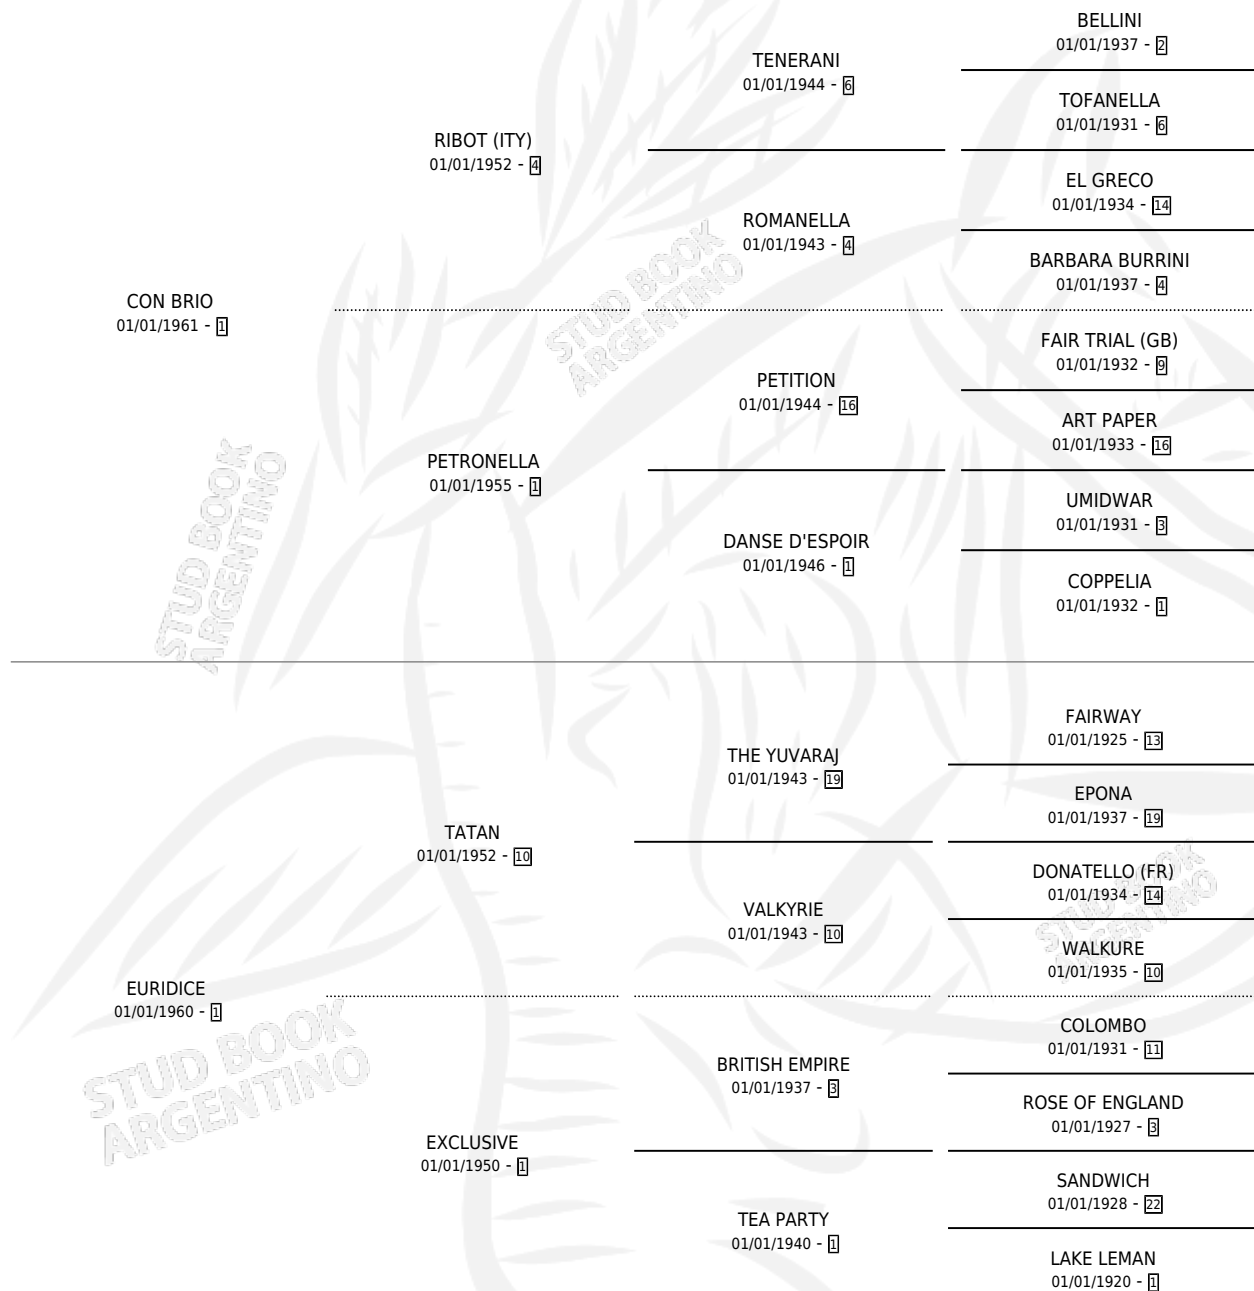 BELLINI
01/01/1937 - 2
TENERANI
01/01/1944 - 6
TOFANELLA
01/01/1931 - 6
RIBOT (ITY)
01/01/1952 - 4
EL GRECO
01/01/1934 - 14
ROMANELLA
01/01/1943 - 4
BARBARA BURRINI
01/01/1937 - 4
CON BRIO
01/01/1961 - 1
FAIR TRIAL (GB)
01/01/1932 - 9
PETITION
01/01/1944 - 16
ART PAPER
01/01/1933 - 16
PETRONELLA
01/01/1955 - 1
UMIDWAR
01/01/1931 - 3
DANSE D'ESPOIR
01/01/1946 - 1
COPPELIA
01/01/1932 - 1
FAIRWAY
01/01/1925 - 13
THE YUVARAJ
01/01/1943 - 19
EPONA
01/01/1937 - 19
TATAN
01/01/1952 - 10
DONATELLO (FR)
01/01/1934 - 14
VALKYRIE
01/01/1943 - 10
WALKURE
01/01/1935 - 10
EURIDICE
01/01/1960 - 1
COLOMBO
01/01/1931 - 11
BRITISH EMPIRE
01/01/1937 - 3
ROSE OF ENGLAND
01/01/1927 - 3
EXCLUSIVE
01/01/1950 - 1
SANDWICH
01/01/1928 - 22
TEA PARTY
01/01/1940 - 1
LAKE LEMAN
01/01/1920 - 1
STUD BOOK
ARGENTINO
STUD BOOK
ARGENTINO
STUD BOOK
ARGENTINO
STUD BOOK
ARGENTINO